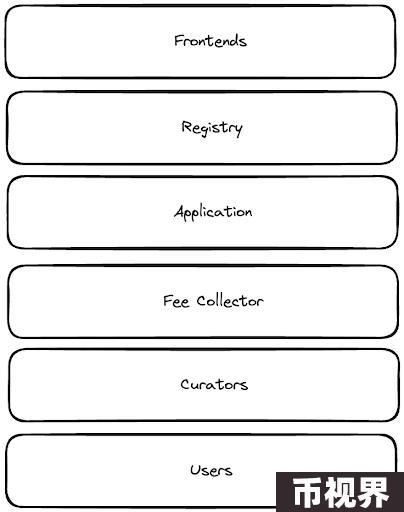 Frontends
Registry
Application
Fee Collector
Curators
Users
币视界